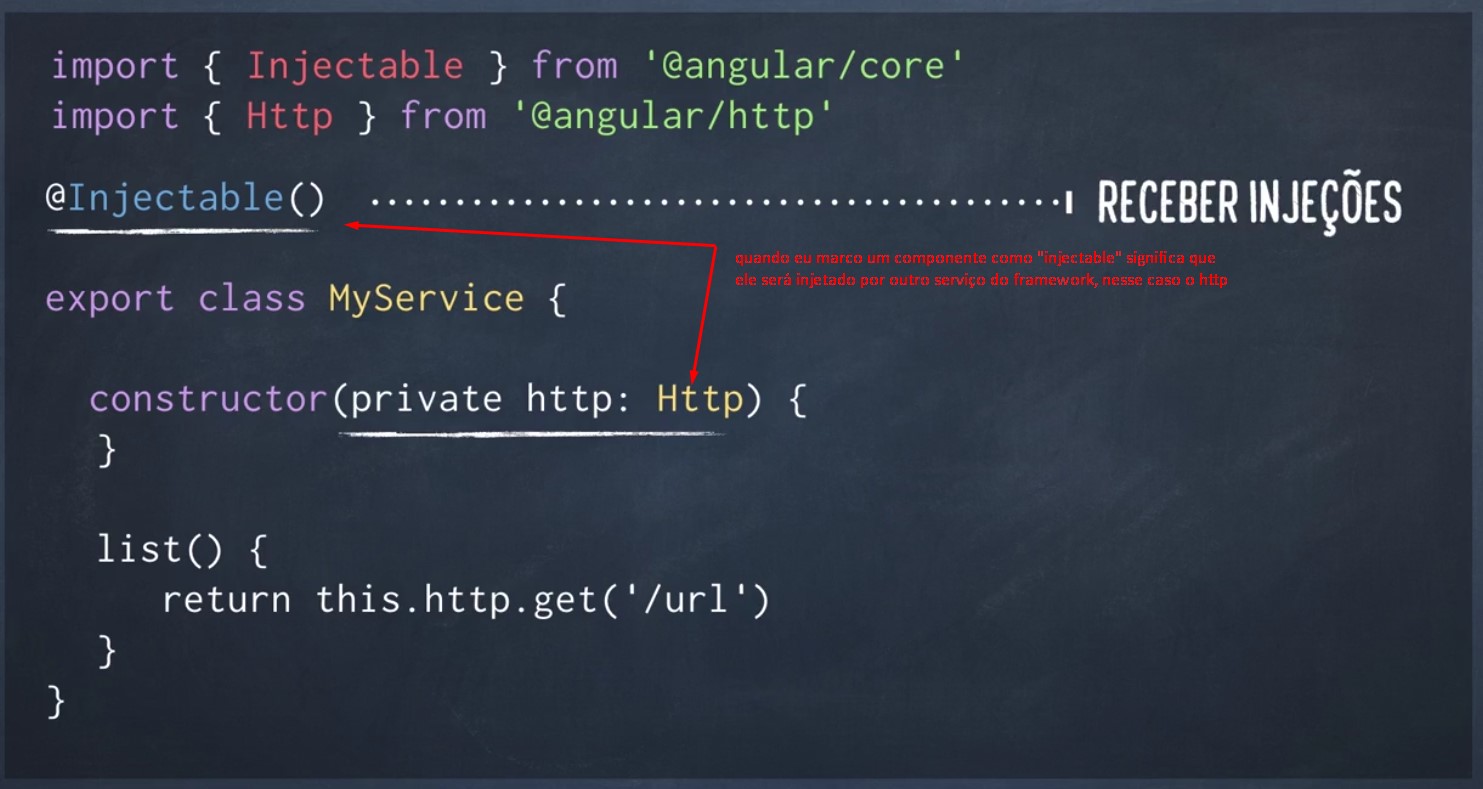 import { Injectable } from '@angular/core'
import { Http } from '@angular/http'
@Injectable()
RECEBER INJEÇÕES
quando eu marco um componente como "injectable" significa que
ele será injetado por outro serviço do framework, nesse caso o http
export class MyService {
constructor(private http: Http) {
}
list() {
return this.http.get('/url')
}
}